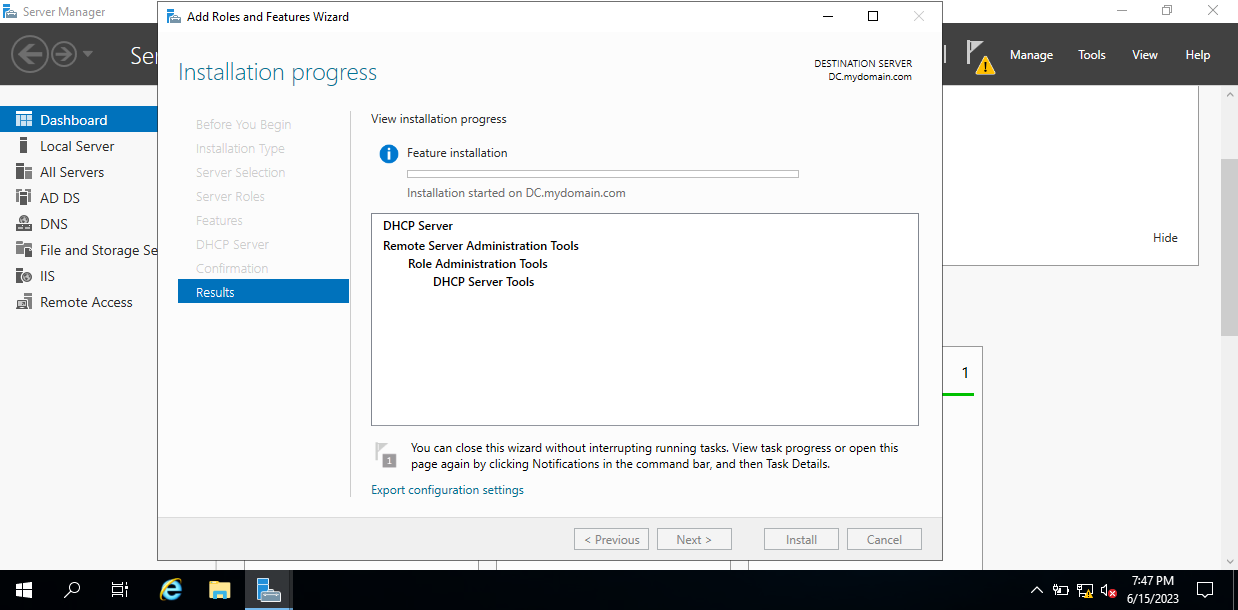 Server Manager
Add Roles and Features Wizard
Manage
Tools
View
Help
Installation progress
DESTINATION SERVER
DC.mydomain.com
Dashboard
Local Server
All Servers
AD DS
DNS
File and Storage Se
IIS
Remote Access
Before You Begin
Installation Type
Server Selection
Server Roles
Features
DHCP Server
Confirmation
Results
View installation progress
Feature installation
Installation started on DC.mydomain.com
DHCP Server
Remote Server Administration Tools
Role Administration Tools
DHCP Server Tools
1
You can close this wizard without interrupting running tasks. View task progress or open this
page again by clicking Notifications in the command bar, and then Task Details.
Export configuration settings
< Previous
Next >
Install
Cancel
Ser
Hide
1
7:47 PM
6/15/2023